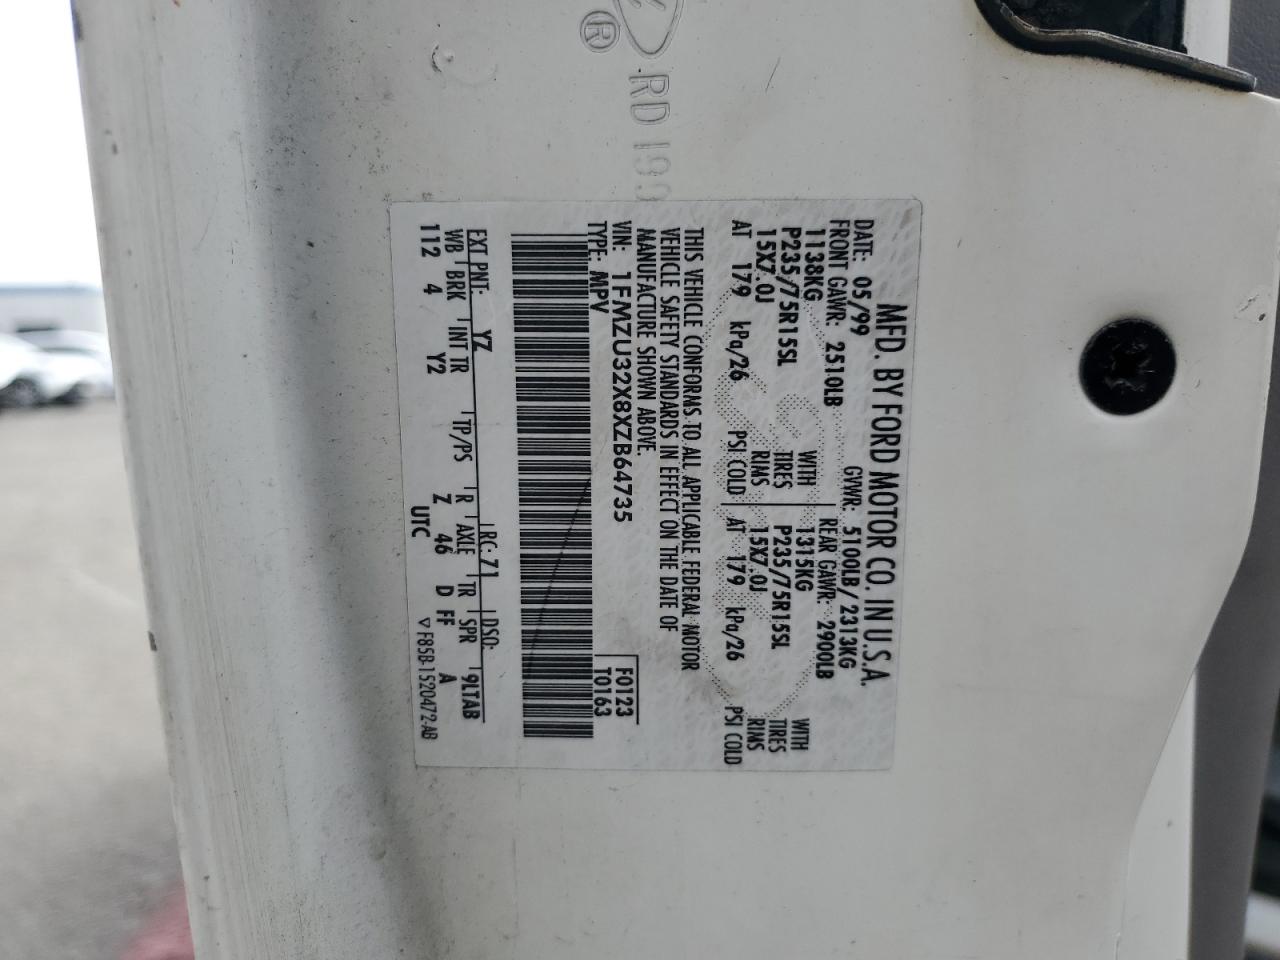 ® RD 199
MFD. BY FORD MOTOR CO. IN U.S.A.
DATE: 05/99 GVWR: 5100LB/ 2313KG
FRONT GAWR: 2510LB REAR GAWR: 2900LB
1138KG WITH 1315KG WITH
P235/75R15SL TIRES P235/75R15SL TIRES
15X7.0J RIMS 15X7.0J RIMS
AT 179 kPa/26 PSI COLD AT 179 kPa/26 PSI COLD
THIS VEHICLE CONFORMS TO ALL APPLICABLE FEDERAL MOTOR
VEHICLE SAFETY STANDARDS IN EFFECT ON THE DATE OF
MANUFACTURE SHOWN ABOVE.
VIN: 1FMZU32X8XZB64735 F0123
TYPE: MPV T0163
EXT PNT: YZ RC: 71 DSO: 9LTAB
WB BRK INT TR TP/PS R AXLE TR SPR
112 4 Y2 Z 46 D FF A
UTC ▽ F85B-1520472-AB